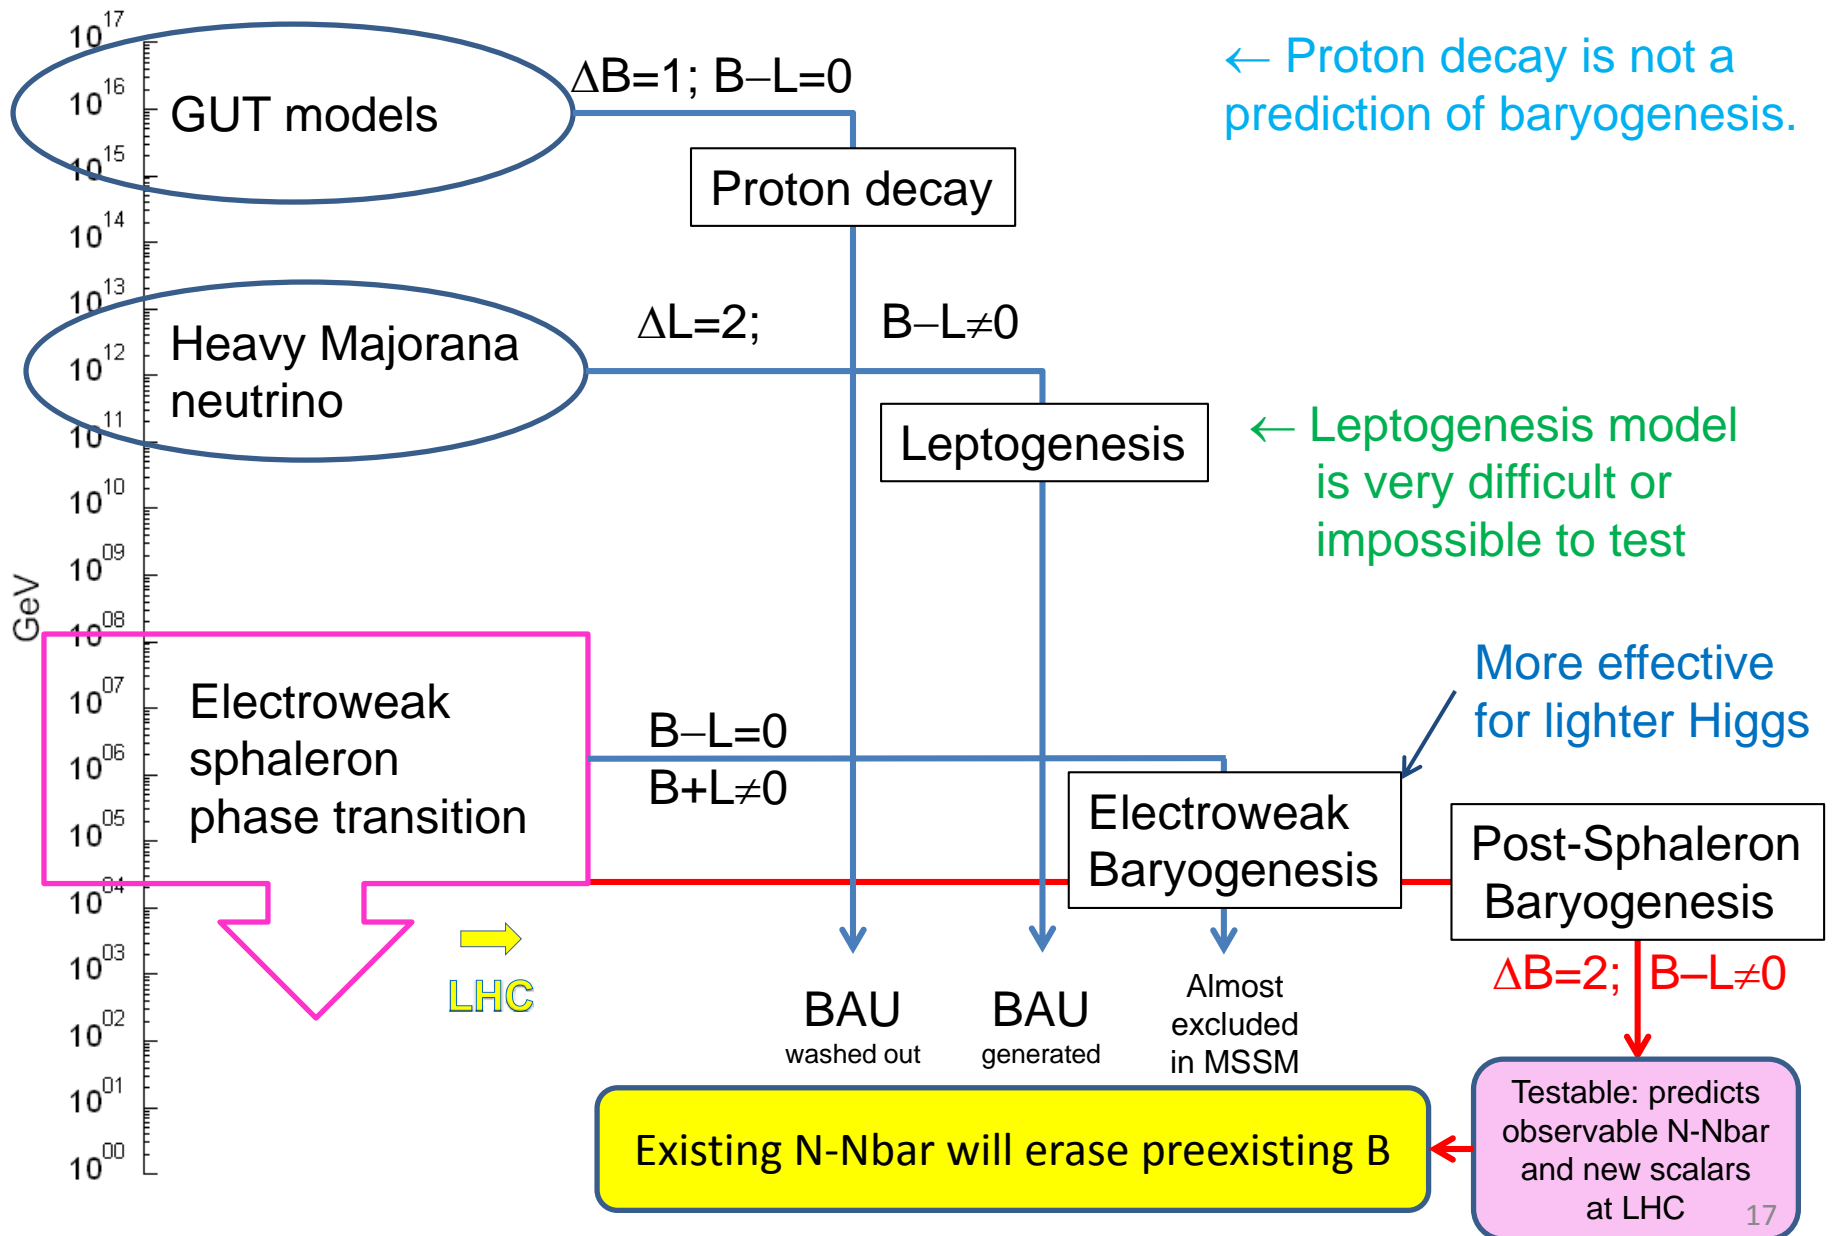 10^17
10^16
10^15
10^14
10^13
10^12
10^11
10^10
10^09
10^08
10^07
10^06
10^05
10^04
10^03
10^02
10^01
10^00
GeV
GUT models
ΔB=1; B–L=0
Proton decay
← Proton decay is not a
prediction of baryogenesis.
Heavy Majorana
neutrino
ΔL=2; B–L≠0
Leptogenesis
← Leptogenesis model
is very difficult or
impossible to test
Electroweak
sphaleron
phase transition
B–L=0
B+L≠0
More effective
for lighter Higgs
Electroweak
Baryogenesis
Post-Sphaleron
Baryogenesis
LHC
BAU
washed out
BAU
generated
Almost
excluded
in MSSM
ΔB=2; B–L≠0
Existing N-Nbar will erase preexisting B
Testable: predicts
observable N-Nbar
and new scalars
at LHC
17